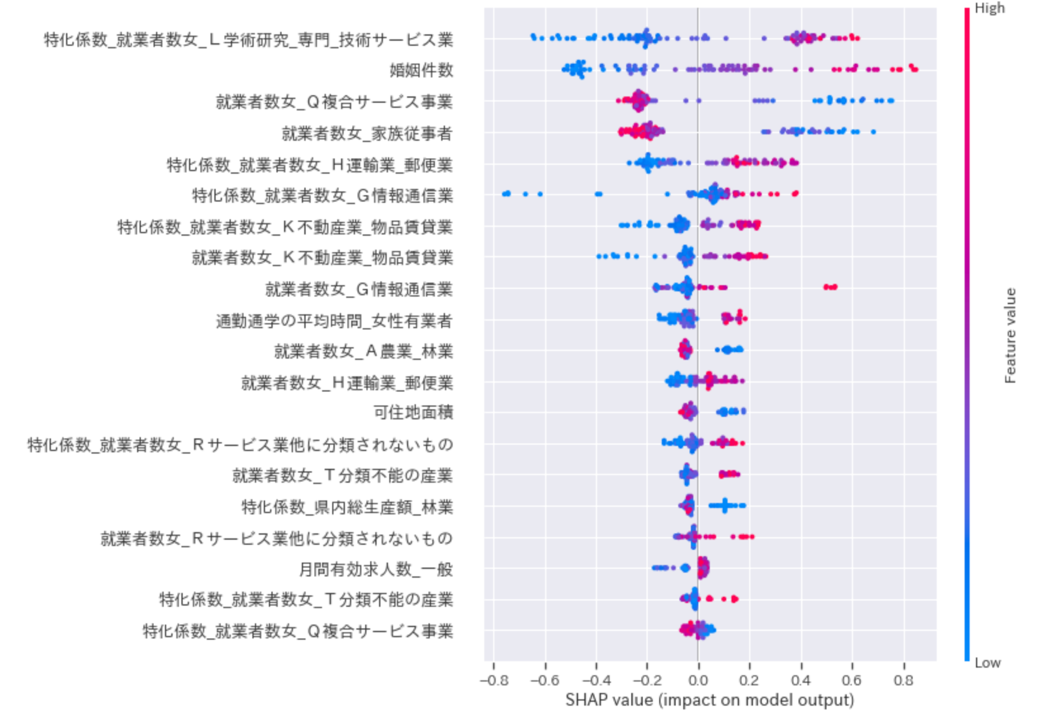 High
特化係数_就業者数女_Ｌ学術研究_専門_技術サービス業
婚姻件数
就業者数女_Ｑ複合サービス事業
就業者数女_家族従事者
特化係数_就業者数女_Ｈ運輸業_郵便業
特化係数_就業者数女_Ｇ情報通信業
特化係数_就業者数女_Ｋ不動産業_物品賃貸業
就業者数女_Ｋ不動産業_物品賃貸業
就業者数女_Ｇ情報通信業
通勤通学の平均時間_女性有業者
就業者数女_Ａ農業_林業
就業者数女_Ｈ運輸業_郵便業
可住地面積
特化係数_就業者数女_Ｒサービス業他に分類されないもの
就業者数女_Ｔ分類不能の産業
特化係数_県内総生産額_林業
就業者数女_Ｒサービス業他に分類されないもの
月間有効求人数_一般
特化係数_就業者数女_Ｔ分類不能の産業
特化係数_就業者数女_Ｑ複合サービス事業
Feature value
Low
−0.8 −0.6 −0.4 −0.2 0.0 0.2 0.4 0.6 0.8
SHAP value (impact on model output)